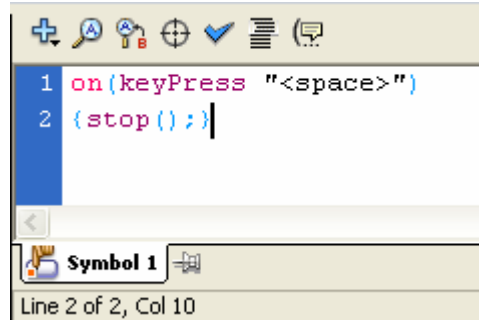 1 on(keyPress "<space>")
2 {stop();}
Symbol 1
Line 2 of 2, Col 10